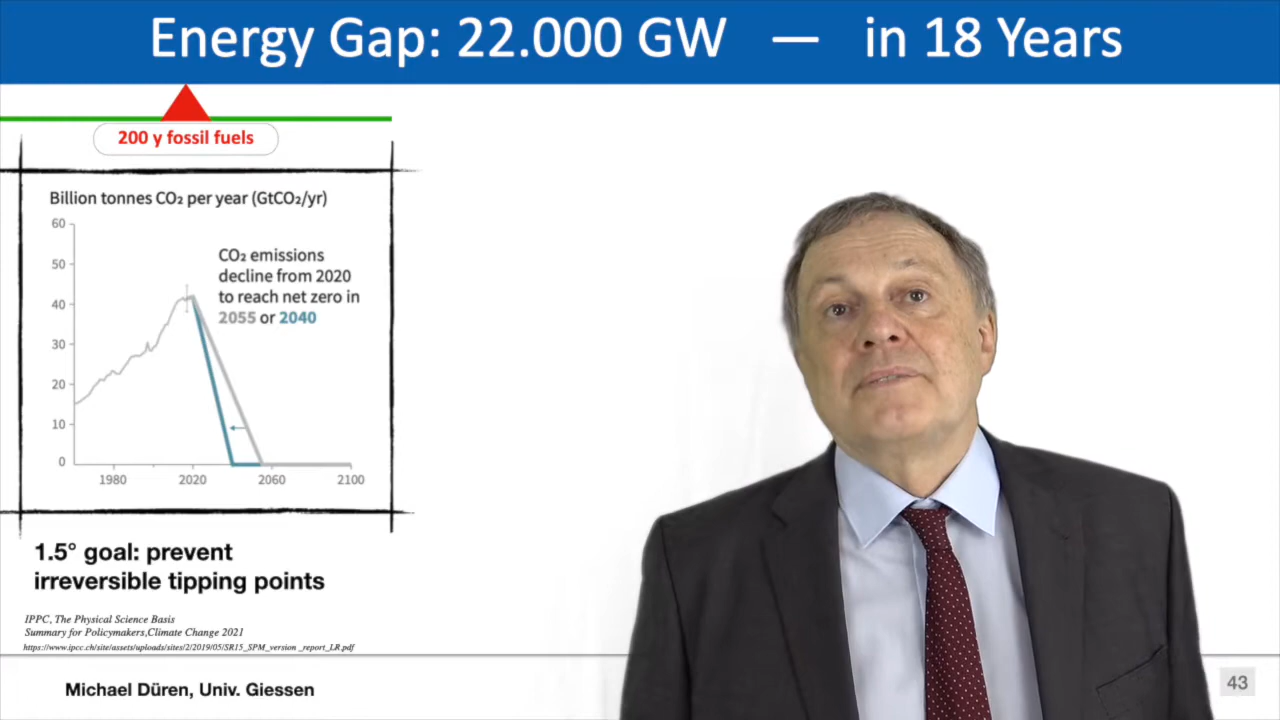 Energy Gap: 22.000 GW — in 18 Years
200 y fossil fuels
Billion tonnes CO₂ per year (GtCO₂/yr)
60
50
40
30
20
10
0
CO₂ emissions
decline from 2020
to reach net zero in
2055 or 2040
1980 2020 2060 2100
1.5° goal: prevent
irreversible tipping points
IPPC, The Physical Science Basis
Summary for Policymakers,Climate Change 2021
https://www.ipcc.ch/site/assets/uploads/sites/2/2019/05/SR15_SPM_version _report_LR.pdf
Michael Düren, Univ. Giessen
43